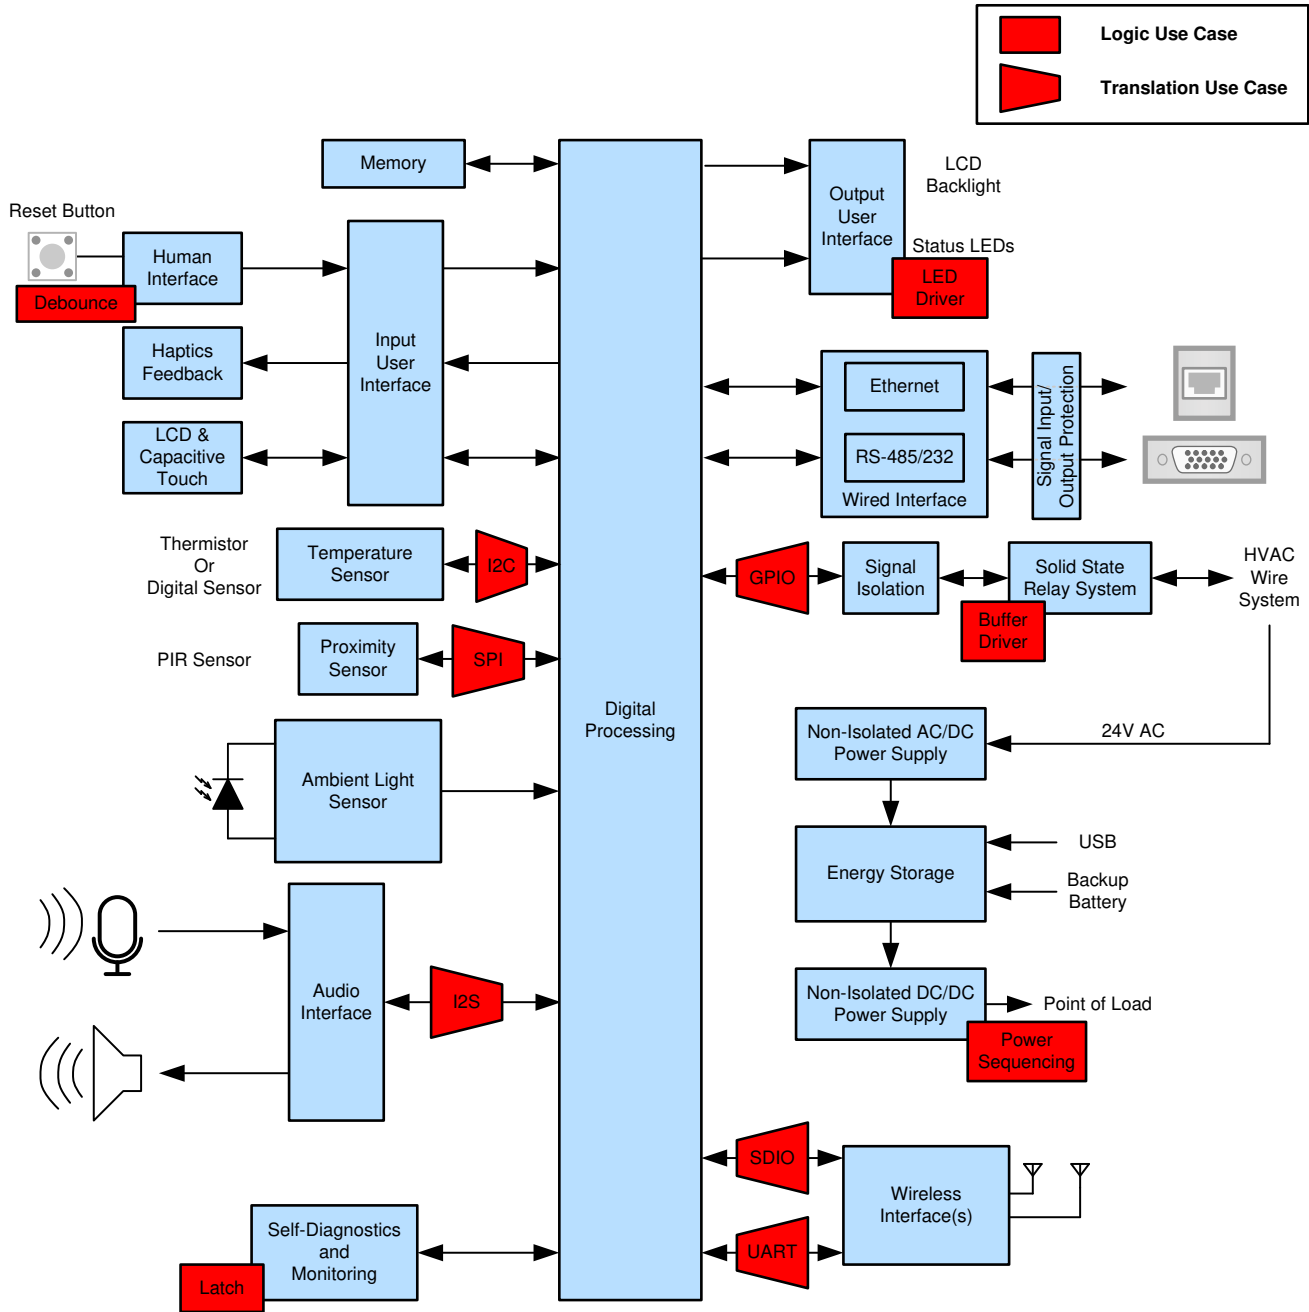 Logic Use Case
Translation Use Case
Memory
Reset Button
Human
Interface
Debounce
Haptics
Feedback
LCD &
Capacitive
Touch
Input
User
Interface
Thermistor
Or
Digital Sensor
Temperature
Sensor
I2C
PIR Sensor
Proximity
Sensor
SPI
Ambient Light
Sensor
Audio
Interface
I2S
Self-Diagnostics
and
Monitoring
Latch
Digital
Processing
Output
User
Interface
LCD
Backlight
Status LEDs
LED
Driver
Ethernet
RS-485/232
Wired Interface
Signal Input/
Output Protection
GPIO
Signal
Isolation
Solid State
Relay System
Buffer
Driver
HVAC
Wire
System
24V AC
Non-Isolated AC/DC
Power Supply
Energy Storage
USB
Backup
Battery
Non-Isolated DC/DC
Power Supply
Point of Load
Power
Sequencing
SDIO
UART
Wireless
Interface(s)